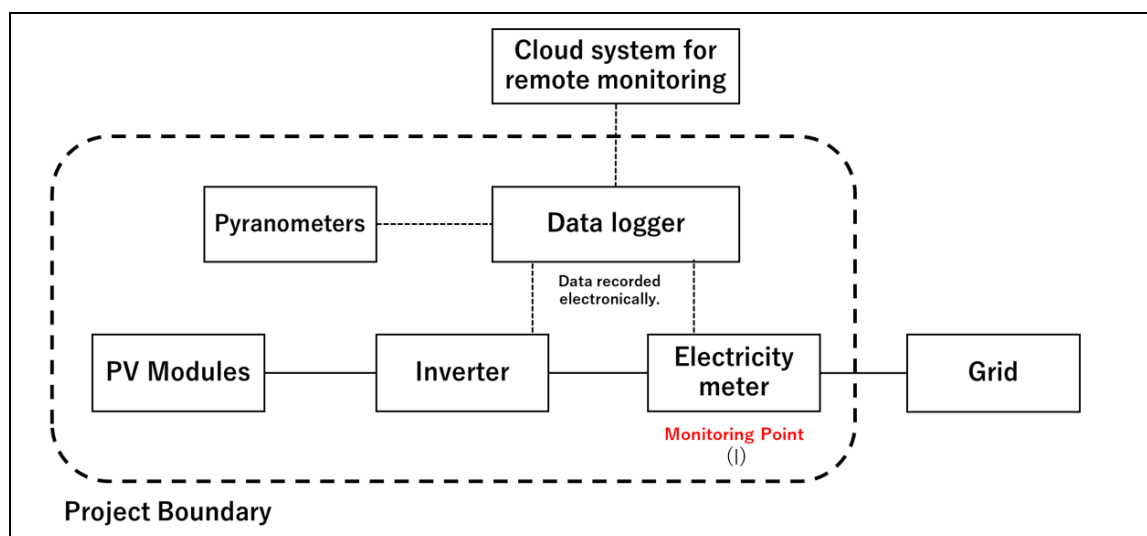 Cloud system for
remote monitoring
Pyranometers
Data logger
Data recorded
electronically.
PV Modules
Inverter
Electricity
meter
Grid
Monitoring Point
(I)
Project Boundary